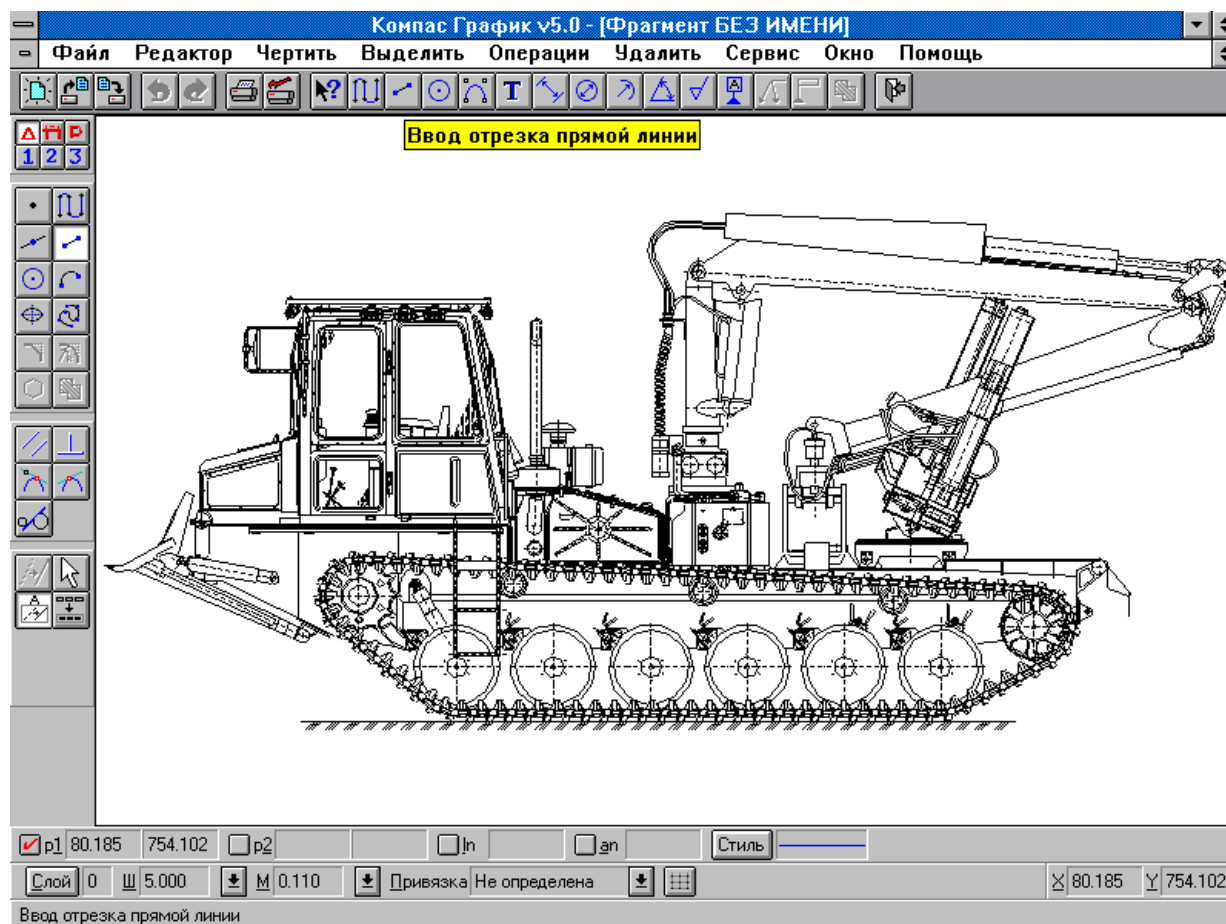 Компас График v5.0 - [Фрагмент БЕЗ ИМЕНИ]
Файл Редактор Чертить Выделить Операции Удалить Сервис Окно Помощь
T A
Ввод отрезка прямой линии
1 2 3
p1 80.185 754.102 p2 ln an Стиль
Слой 0 Ш 5.000 М 0.110 Привязка Не определена X 80.185 Y 754.102
Ввод отрезка прямой линии